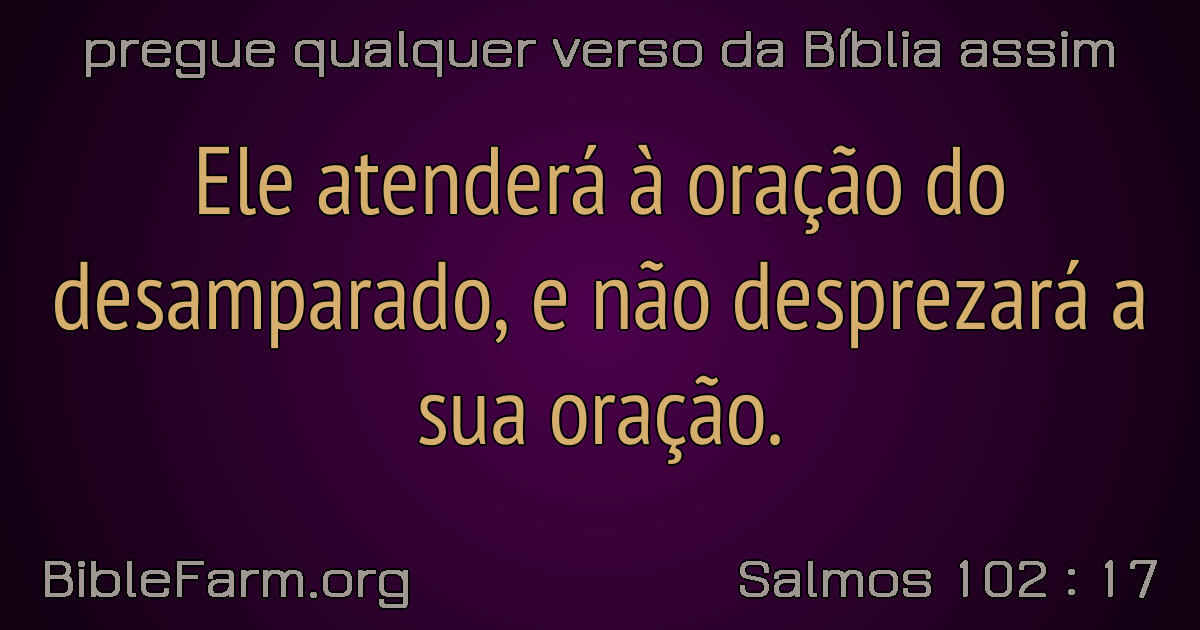 pregue qualquer verso da Bíblia assim
Ele atenderá à oração do
desamparado, e não desprezará a
sua oração.
BibleFarm.org
Salmos 102 : 17